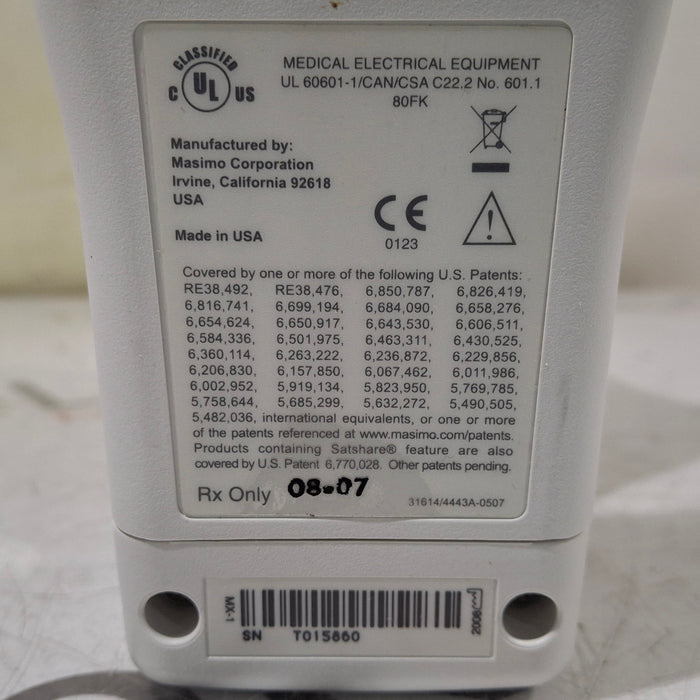 CLASSIFIED
C UL US
MEDICAL ELECTRICAL EQUIPMENT
UL 60601-1/CAN/CSA C22.2 No. 601.1
80FK
Manufactured by:
Masimo Corporation
Irvine, California 92618
USA
Made in USA
CE
0123
Covered by one or more of the following U.S. Patents:
RE38,492, RE38,476, 6,850,787, 6,826,419,
6,816,741, 6,699,194, 6,684,090, 6,658,276,
6,654,624, 6,650,917, 6,643,530, 6,606,511,
6,584,336, 6,501,975, 6,463,311, 6,430,525,
6,360,114, 6,263,222, 6,236,872, 6,229,856,
6,206,830, 6,157,850, 6,067,462, 6,011,986,
6,002,952, 5,919,134, 5,823,950, 5,769,785,
5,758,644, 5,685,299, 5,632,272, 5,490,505,
5,482,036, international equivalents, or one or more
of the patents referenced at www.masimo.com/patents.
Products containing Satshare® feature are also
covered by U.S. Patent 6,770,028. Other patents pending.
Rx Only 08-07
31614/4443A-0507
MX-1
SN T015860
2008